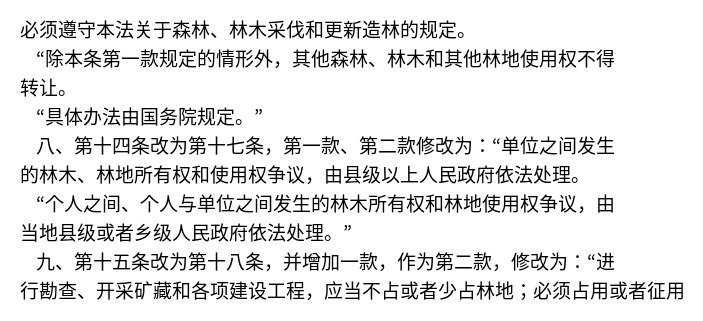 必须遵守本法关于森林、林木采伐和更新造林的规定。
“除本条第一款规定的情形外，其他森林、林木和其他林地使用权不得
转让。
“具体办法由国务院规定。”
八、第十四条改为第十七条，第一款、第二款修改为：“单位之间发生
的林木、林地所有权和使用权争议，由县级以上人民政府依法处理。
“个人之间、个人与单位之间发生的林木所有权和林地使用权争议，由
当地县级或者乡级人民政府依法处理。”
九、第十五条改为第十八条，并增加一款，作为第二款，修改为：“进
行勘查、开采矿藏和各项建设工程，应当不占或者少占林地；必须占用或者征用